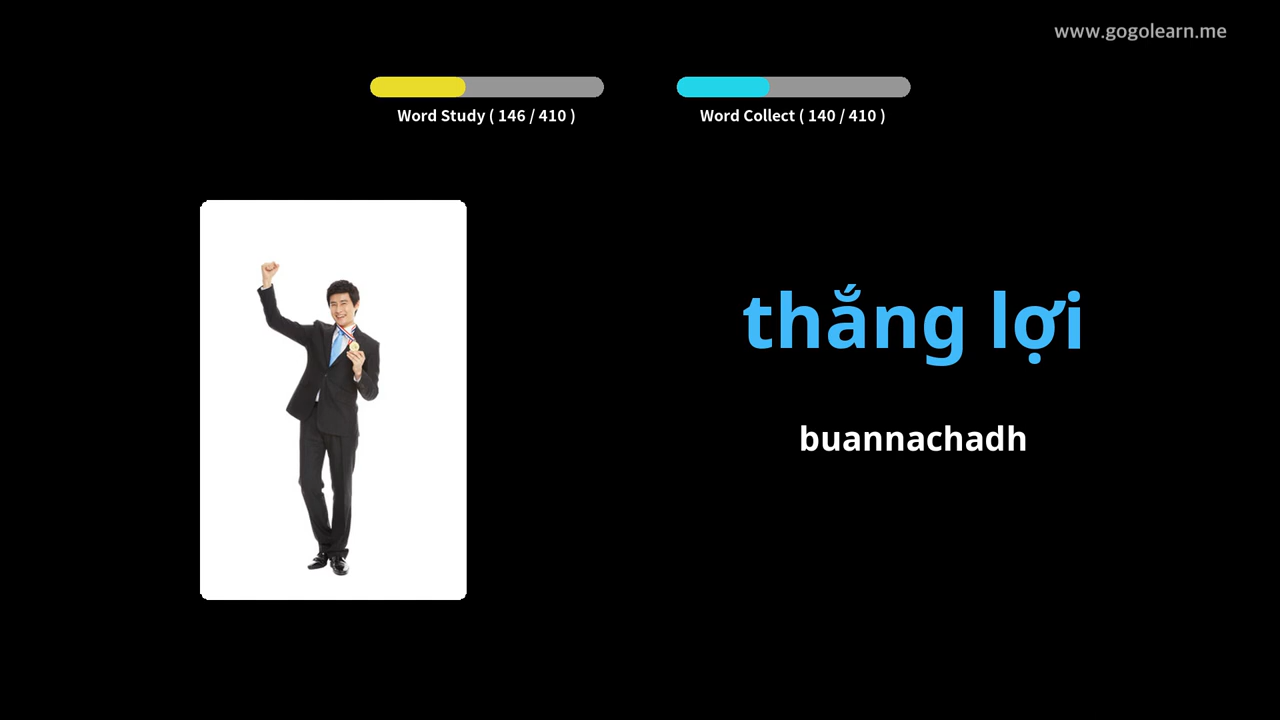 www.gogolearn.me
Word Study ( 146 / 410 )
Word Collect ( 140 / 410 )
thắng lợi
buannachadh